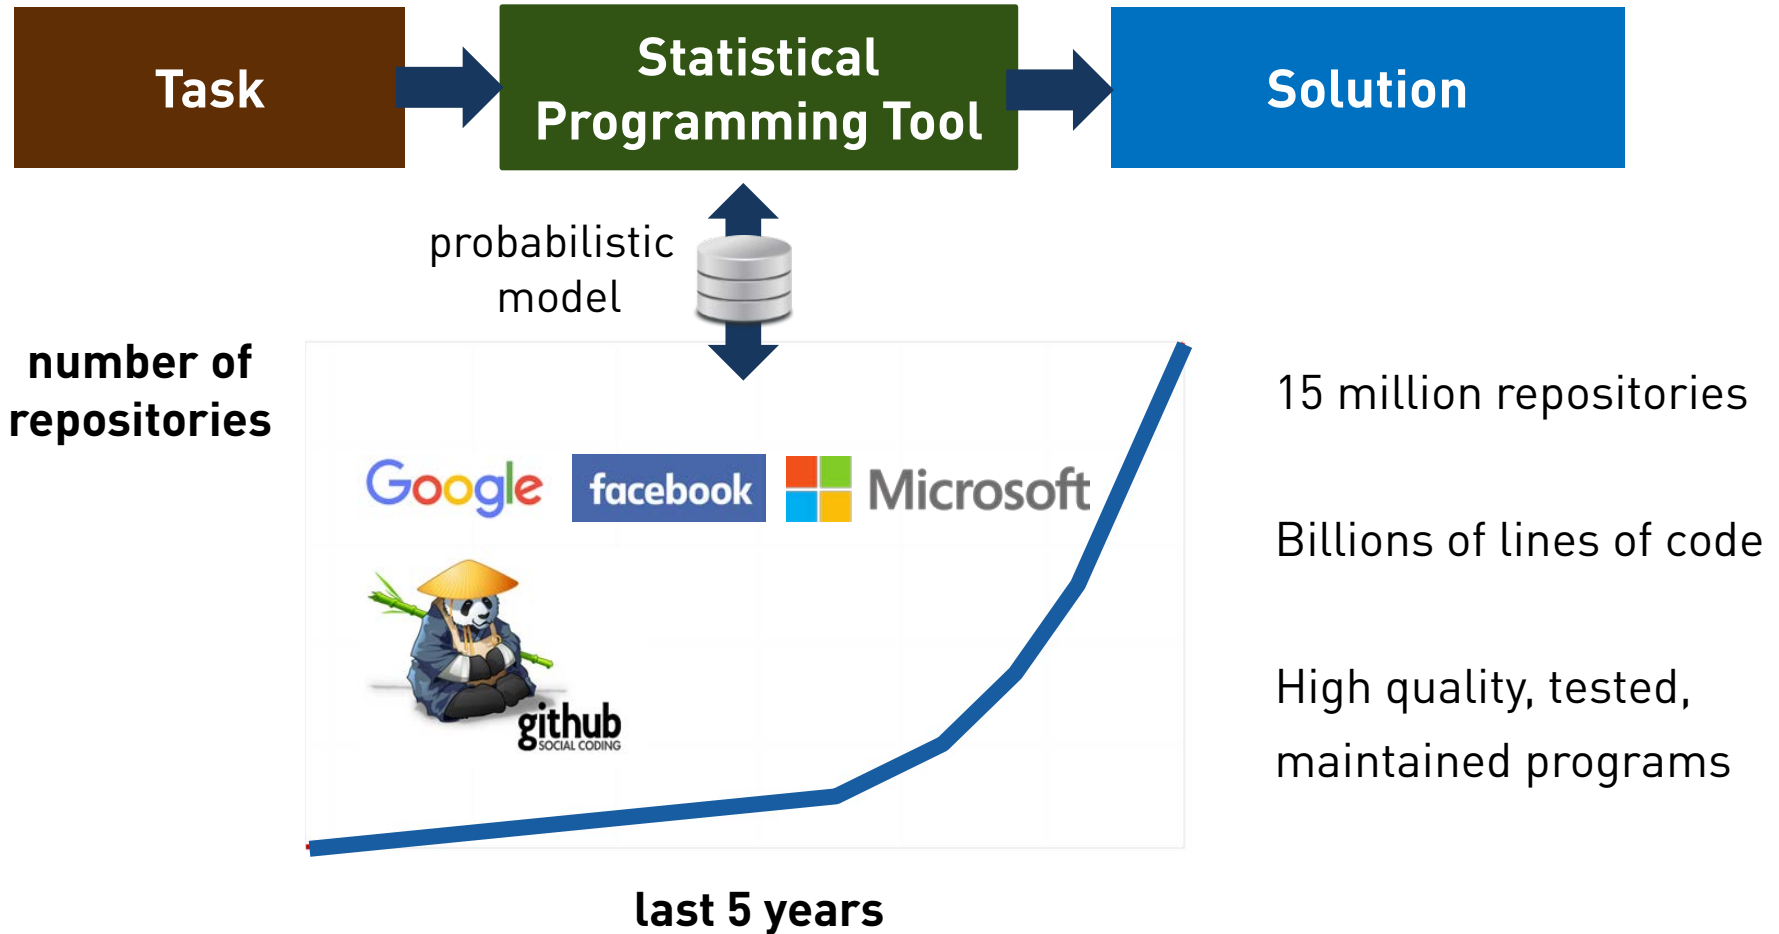 Task
Statistical
Programming Tool
Solution
probabilistic
model
number of
repositories
Google
facebook
Microsoft
github
SOCIAL CODING
15 million repositories
Billions of lines of code
High quality, tested,
maintained programs
last 5 years